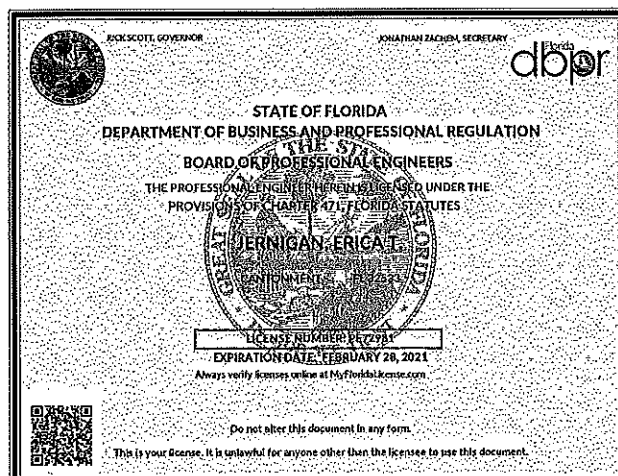 RICK SCOTT, GOVERNOR
JONATHAN ZACHEM, SECRETARY
Florida
dbpr
STATE OF FLORIDA
DEPARTMENT OF BUSINESS AND PROFESSIONAL REGULATION
BOARD OF PROFESSIONAL ENGINEERS
THE PROFESSIONAL ENGINEER HEREIN IS LICENSED UNDER THE
PROVISIONS OF CHAPTER 471, FLORIDA STATUTES
JERNIGAN, ERICA T.
CANTONMENT FL
LICENSE NUMBER: PE72981
EXPIRATION DATE: FEBRUARY 28, 2021
Always verify licenses online at MyFloridaLicense.com
Do not alter this document in any form.
This is your license. It is unlawful for anyone other than the licensee to use this document.